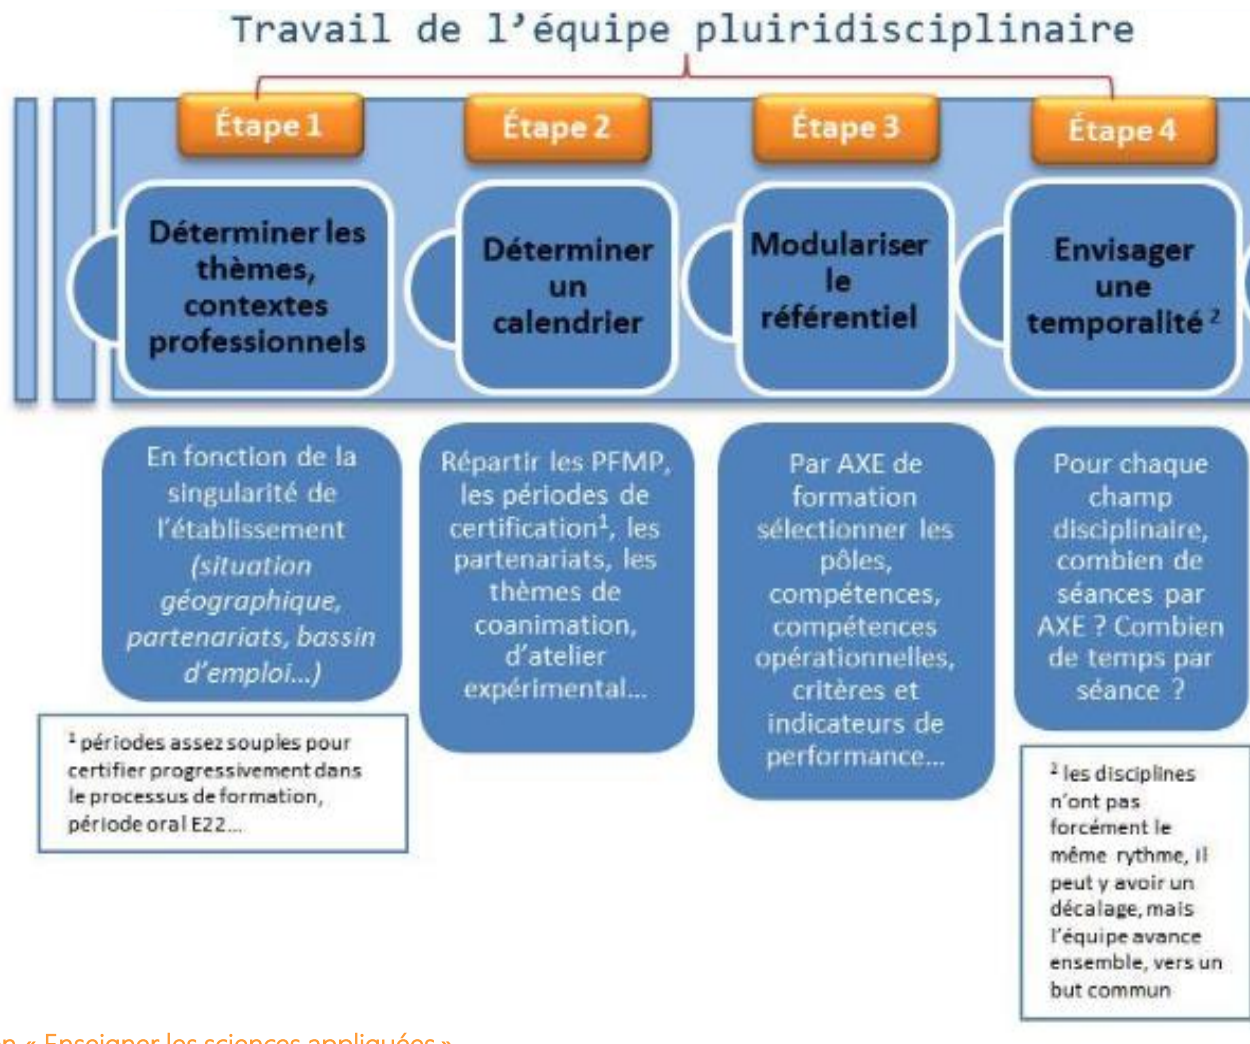 Travail de l'équipe pluiridisciplinaire
Étape 1
Déterminer les
thèmes,
contextes
professionnels
En fonction de la
singularité de
l'établissement
(situation
géographique,
partenariats, bassin
d'emploi...)
¹ périodes assez souples pour
certifier progressivement dans
le processus de formation,
période oral E22...
Étape 2
Déterminer
un
calendrier
Répartir les PFMP,
les périodes de
certification¹, les
partenariats, les
thèmes de
coanimation,
d'atelier
expérimental...
Étape 3
Modulariser
le
référentiel
Par AXE de
formation
sélectionner les
pôles,
compétences,
compétences
opérationnelles,
critères et
indicateurs de
performance...
Étape 4
Envisager
une
temporalité ²
Pour chaque
champ
disciplinaire,
combien de
séances par
AXE ? Combien
de temps par
séance ?
² les disciplines
n'ont pas
forcément le
même rythme, il
peut y avoir un
décalage, mais
l'équipe avance
ensemble, vers un
but commun
« Enseigner les sciences appliquées »